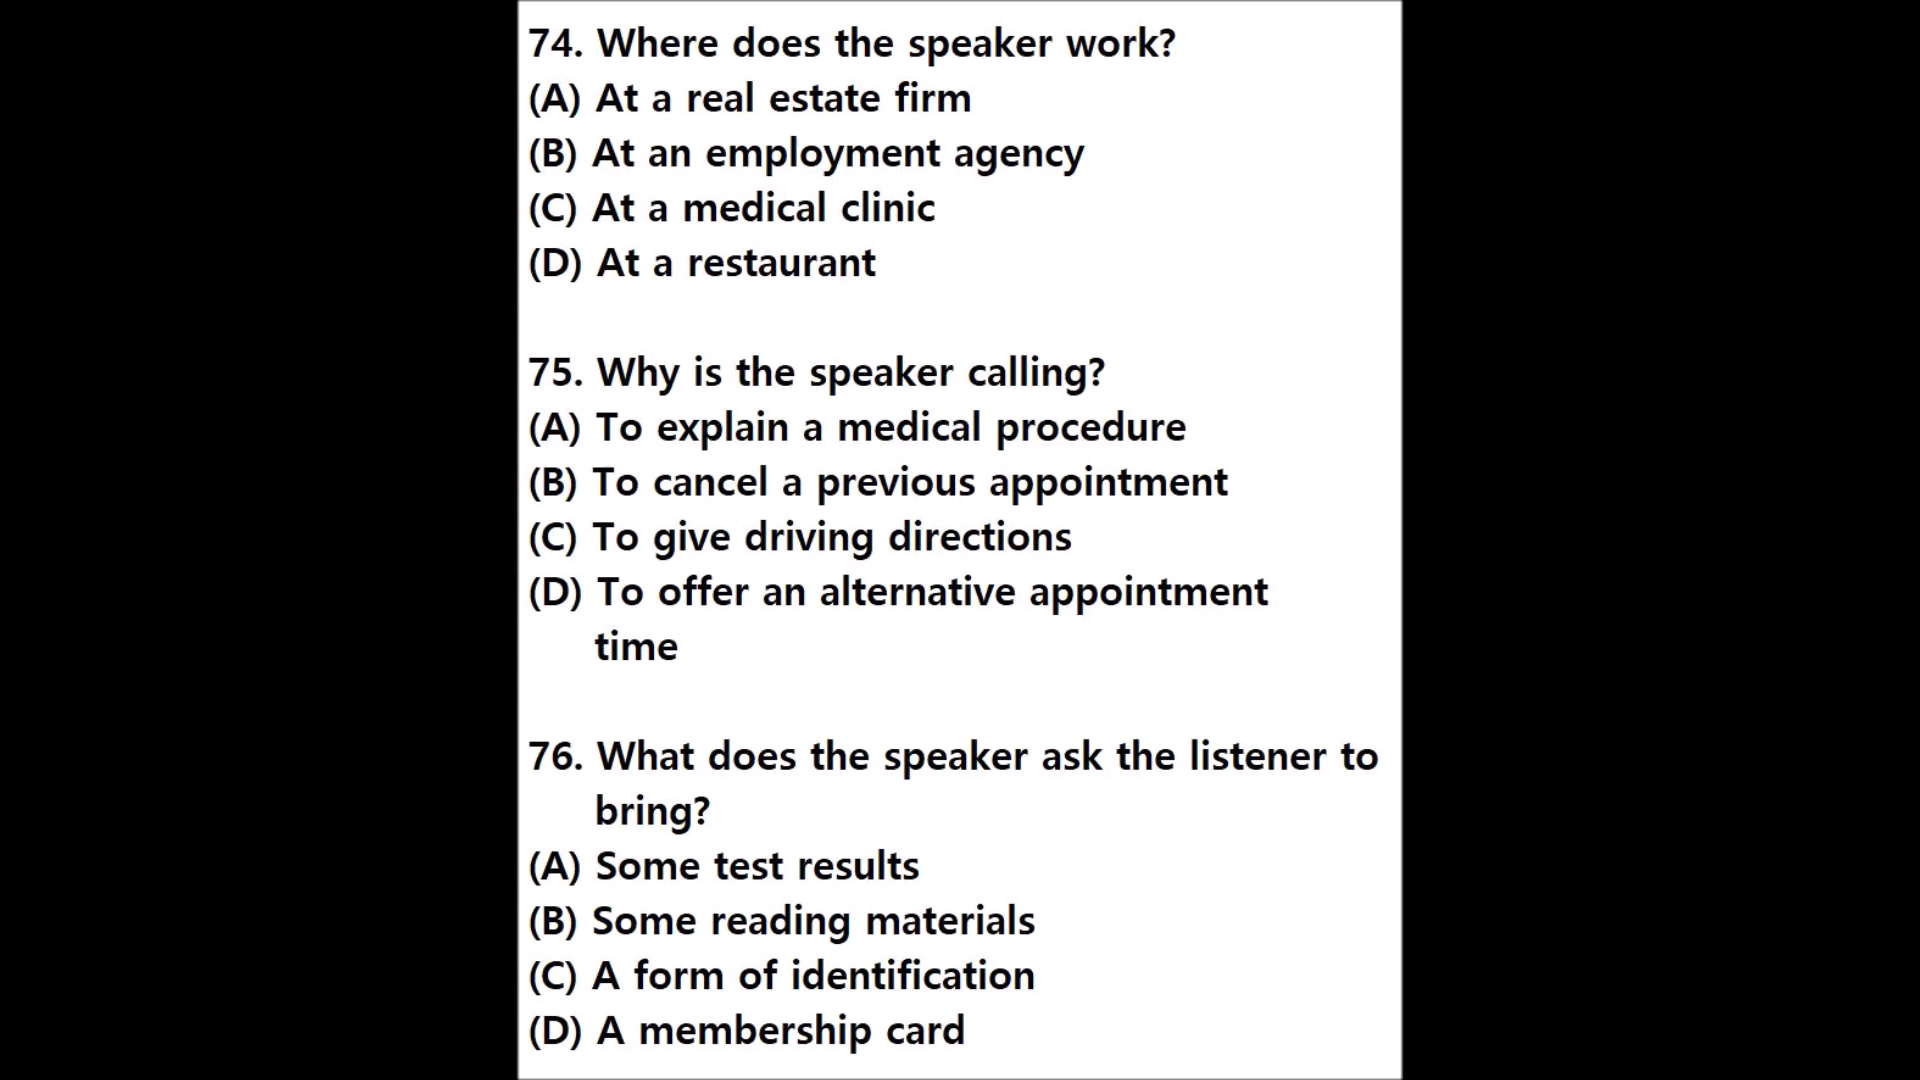 74. Where does the speaker work?
(A) At a real estate firm
(B) At an employment agency
(C) At a medical clinic
(D) At a restaurant
75. Why is the speaker calling?
(A) To explain a medical procedure
(B) To cancel a previous appointment
(C) To give driving directions
(D) To offer an alternative appointment
time
76. What does the speaker ask the listener to
bring?
(A) Some test results
(B) Some reading materials
(C) A form of identification
(D) A membership card